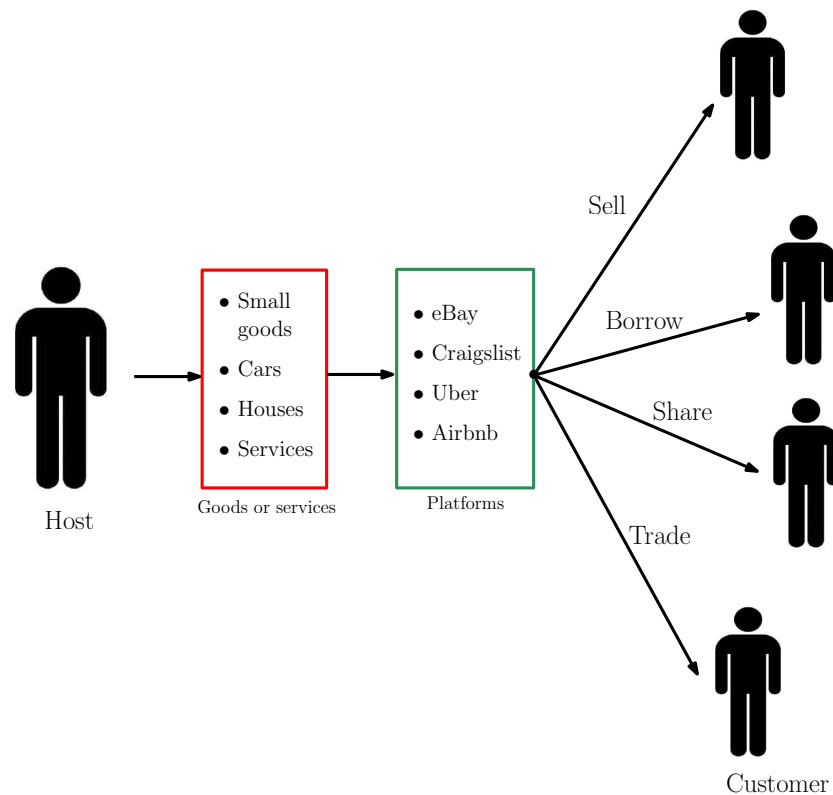 Host
• Small
goods
• Cars
• Houses
• Services
Goods or services
• eBay
• Craigslist
• Uber
• Airbnb
Platforms
Sell
Borrow
Share
Trade
Customer